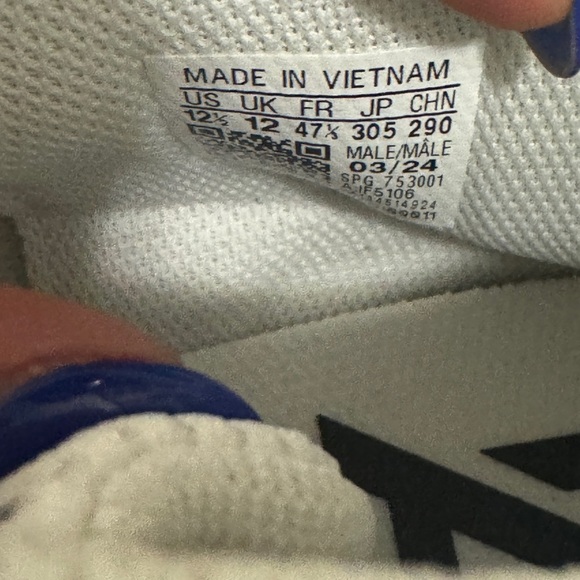 MADE IN VIETNAM
US UK FR JP CHN
12½ 12 47⅓ 305 290
MALE/MÂLE
03/24
SPG 753001
IF5106